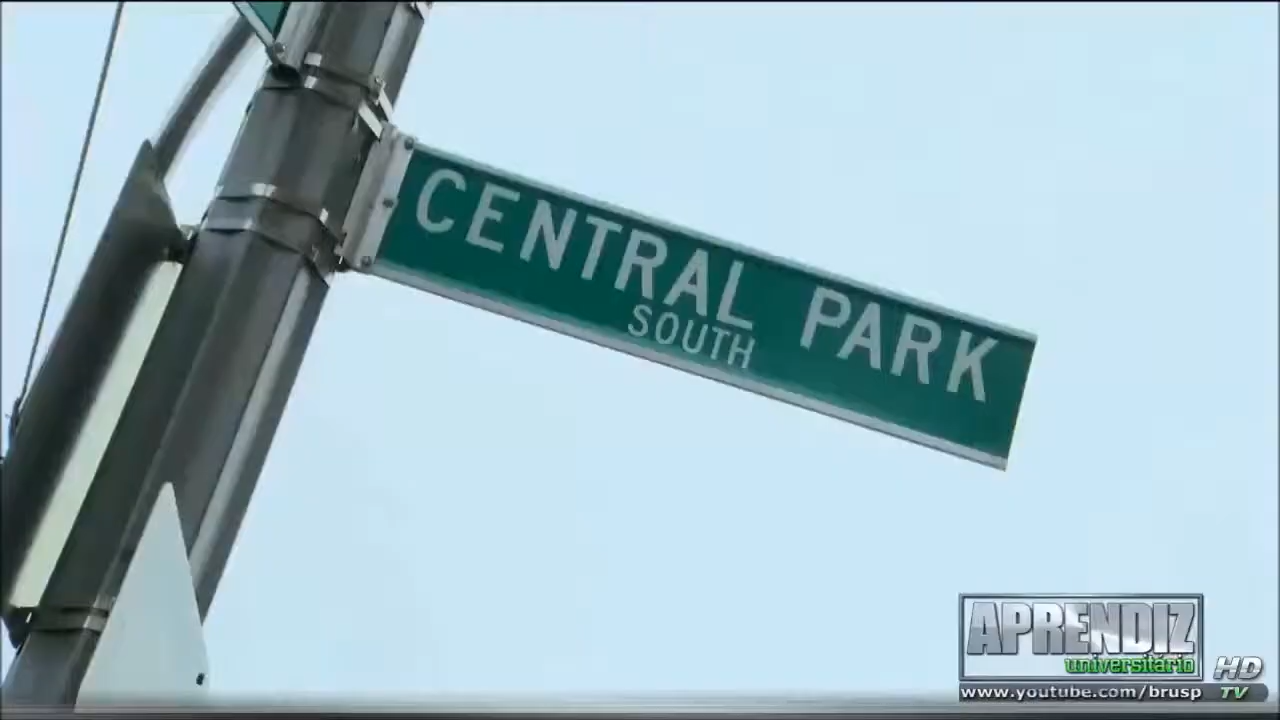 CENTRAL PARK
SOUTH
APRENDIZ
universitário
HD
www.youtube.com/brusp TV